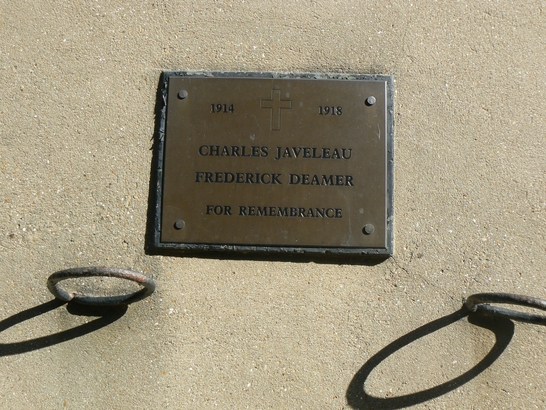 1914 1918
CHARLES JAVELEAU
FREDERICK DEAMER
FOR REMEMBRANCE